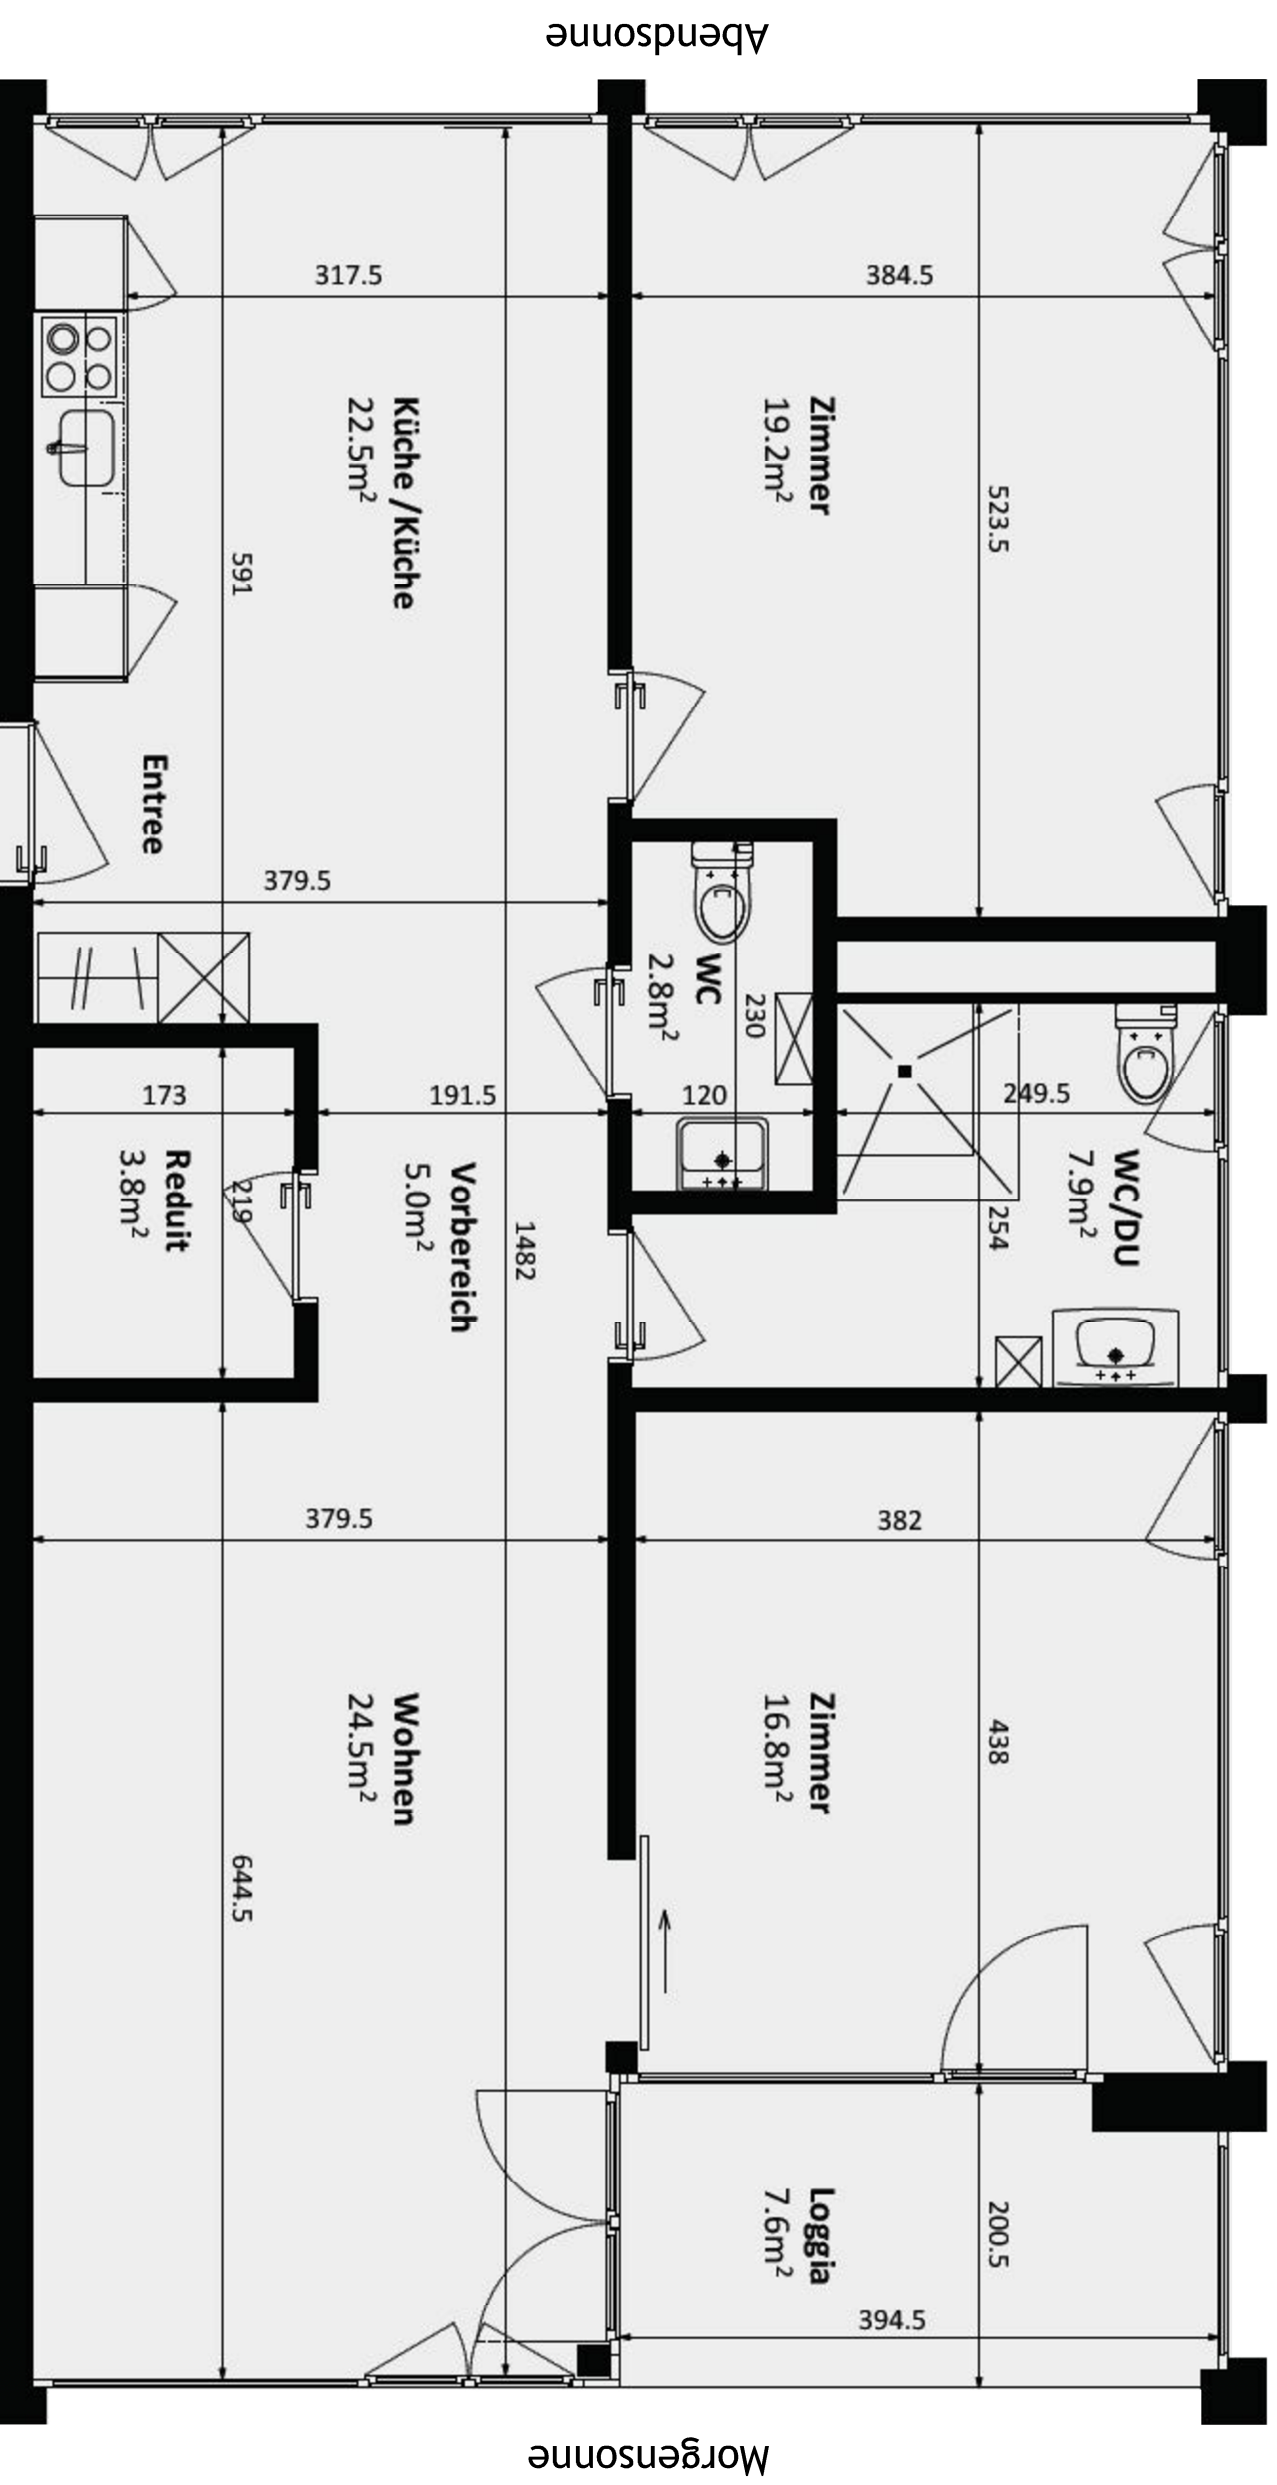 Abendsonne
317.5
384.5
Küche /Küche
22.5m²
Zimmer
19.2m²
523.5
591
Entree
379.5
WC
2.8m²
230
173
191.5
120
249.5
Reduit
3.8m²
219
Vorbereich
5.0m²
1482
WC/DU
7.9m²
254
379.5
382
Wohnen
24.5m²
Zimmer
16.8m²
438
644.5
Loggia
7.6m²
200.5
394.5
Morgensonne